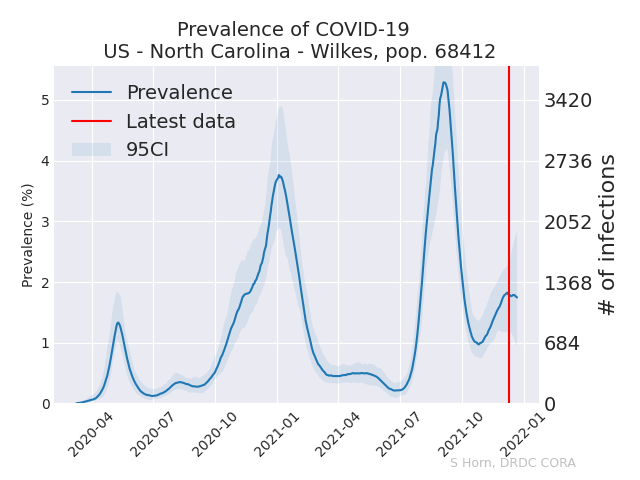 Prevalence of COVID-19
US - North Carolina - Wilkes, pop. 68412
Prevalence
Latest data
95CI
Prevalence (%)
5
4
3
2
1
0
3420
2736
2052
1368
684
0
# of infections
2020-04
2020-07
2020-10
2021-01
2021-04
2021-07
2021-10
2022-01
S Horn, DRDC CORA